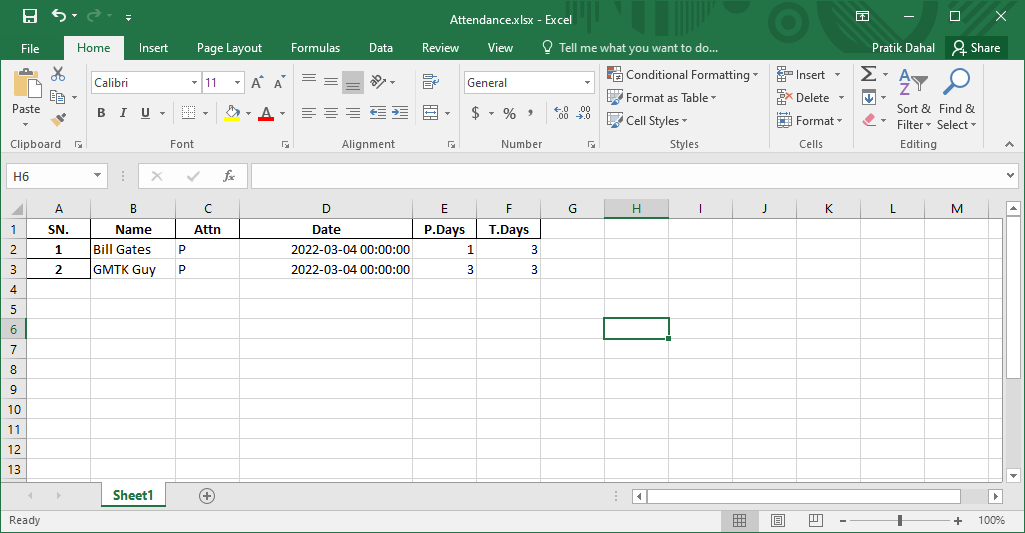 Attendance.xlsx - Excel
File Home Insert Page Layout Formulas Data Review View Tell me what you want to do... Pratik Dahal Share
Calibri 11 General Conditional Formatting Insert Σ
Paste Format as Table Delete Sort & Find &
B I U A $ % , Cell Styles Format Filter Select
Clipboard Font Alignment Number Styles Cells Editing
H6 fx
A B C D E F G H I J K L M
1 SN. Name Attn Date P.Days T.Days
2 1 Bill Gates P 2022-03-04 00:00:00 1 3
3 2 GMTK Guy P 2022-03-04 00:00:00 3 3
4
5
6
7
8
9
10
11
12
13
Sheet1
Ready 100%